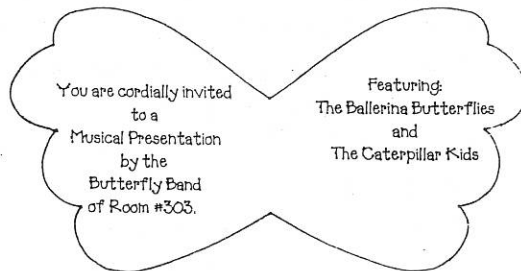 You are cordially invited
to a
Musical Presentation
by the
Butterfly Band
of Room #303.
Featuring:
The Ballerina Butterflies
and
The Caterpillar Kids